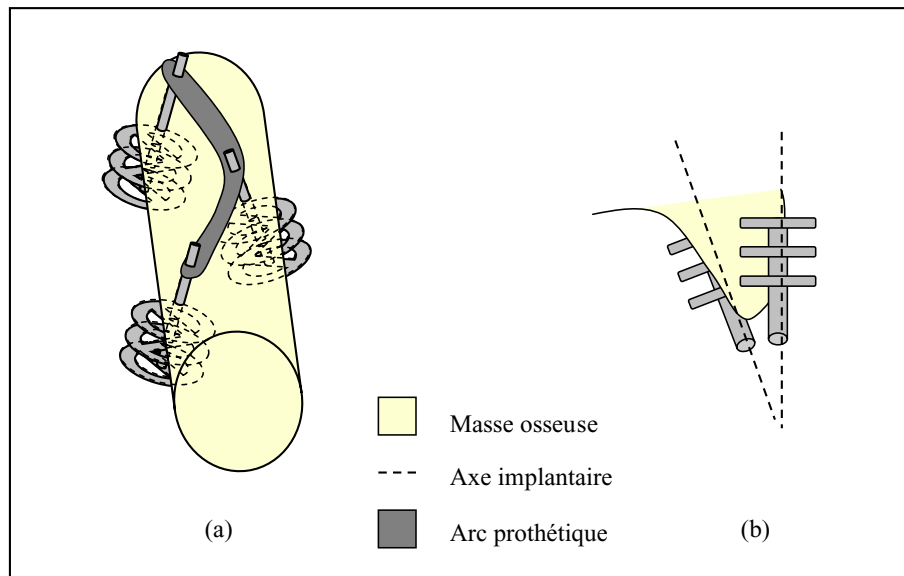 Masse osseuse
Axe implantaire
Arc prothétique
(a)
(b)